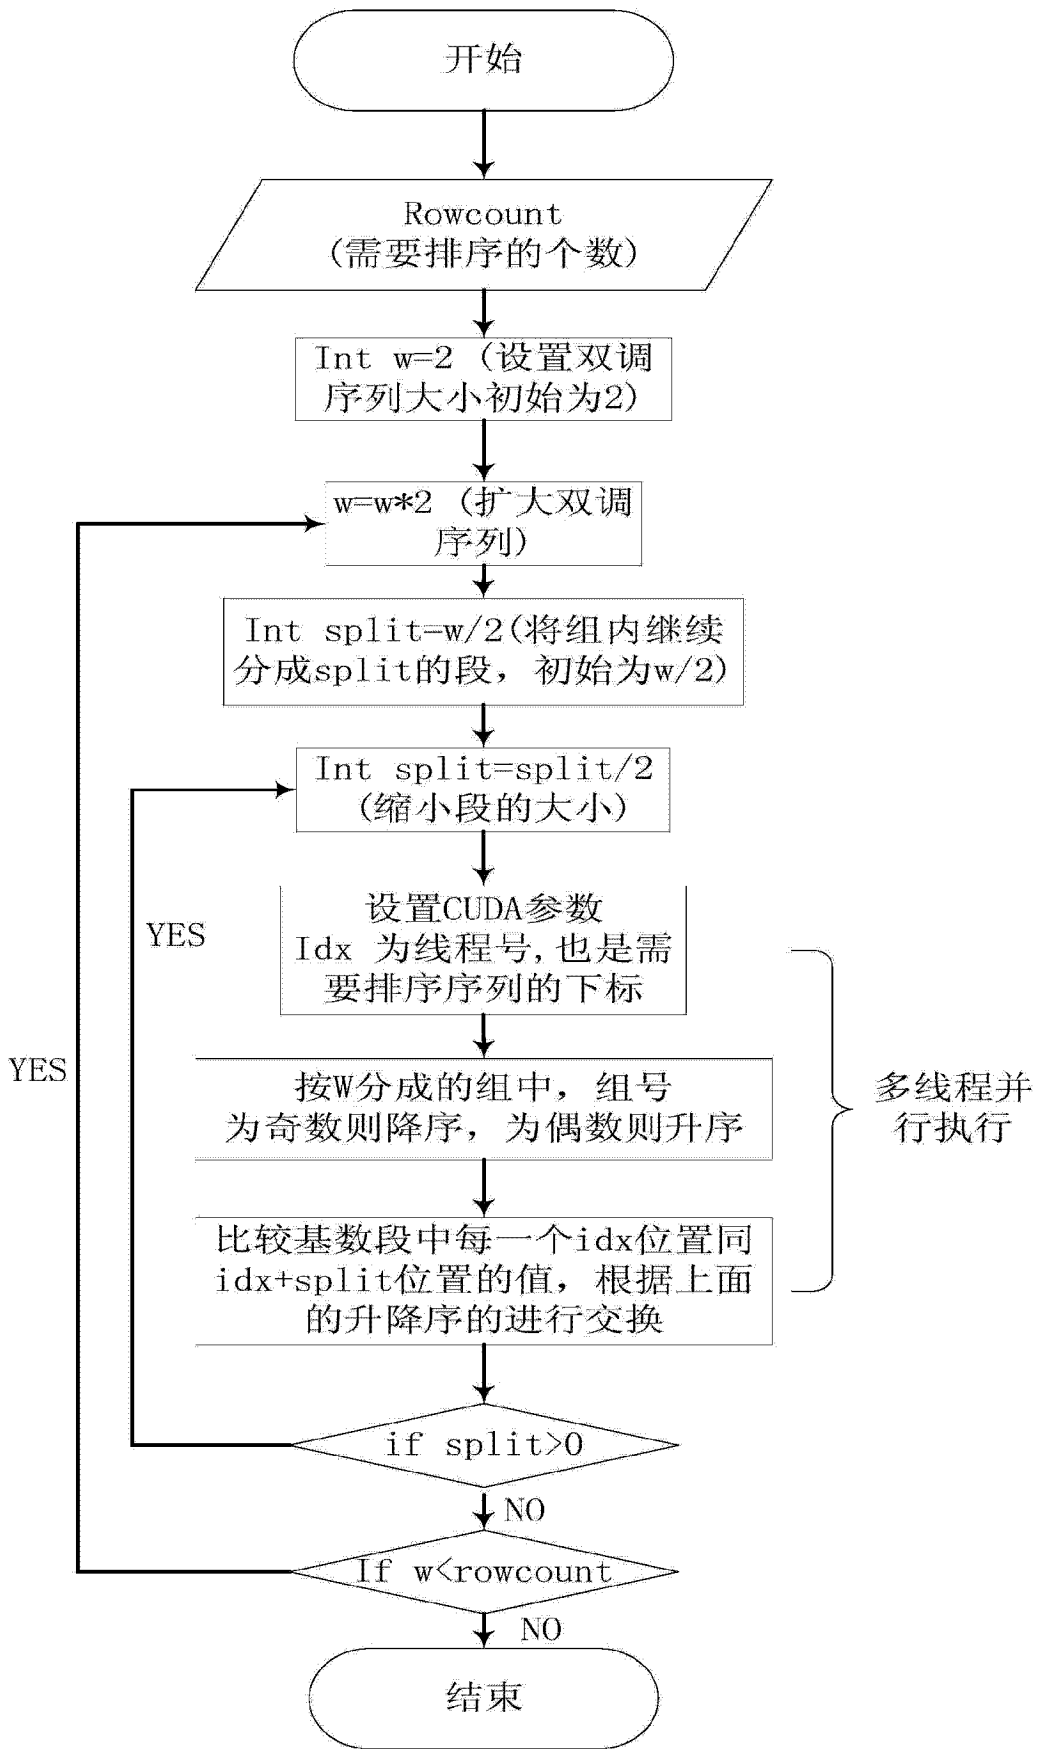 开始
Rowcount
(需要排序的个数)
Int w=2 (设置双调
序列大小初始为2)
w=w*2 (扩大双调
序列)
Int split=w/2(将组内继续
分成split的段，初始为w/2)
Int split=split/2
(缩小段的大小)
设置CUDA参数
Idx 为线程号,也是需
要排序序列的下标
YES
YES
按W分成的组中，组号
为奇数则降序，为偶数则升序
多线程并
行执行
比较基数段中每一个idx位置同
idx+split位置的值，根据上面
的升降序的进行交换
if split>0
NO
If w<rowcount
NO
结束